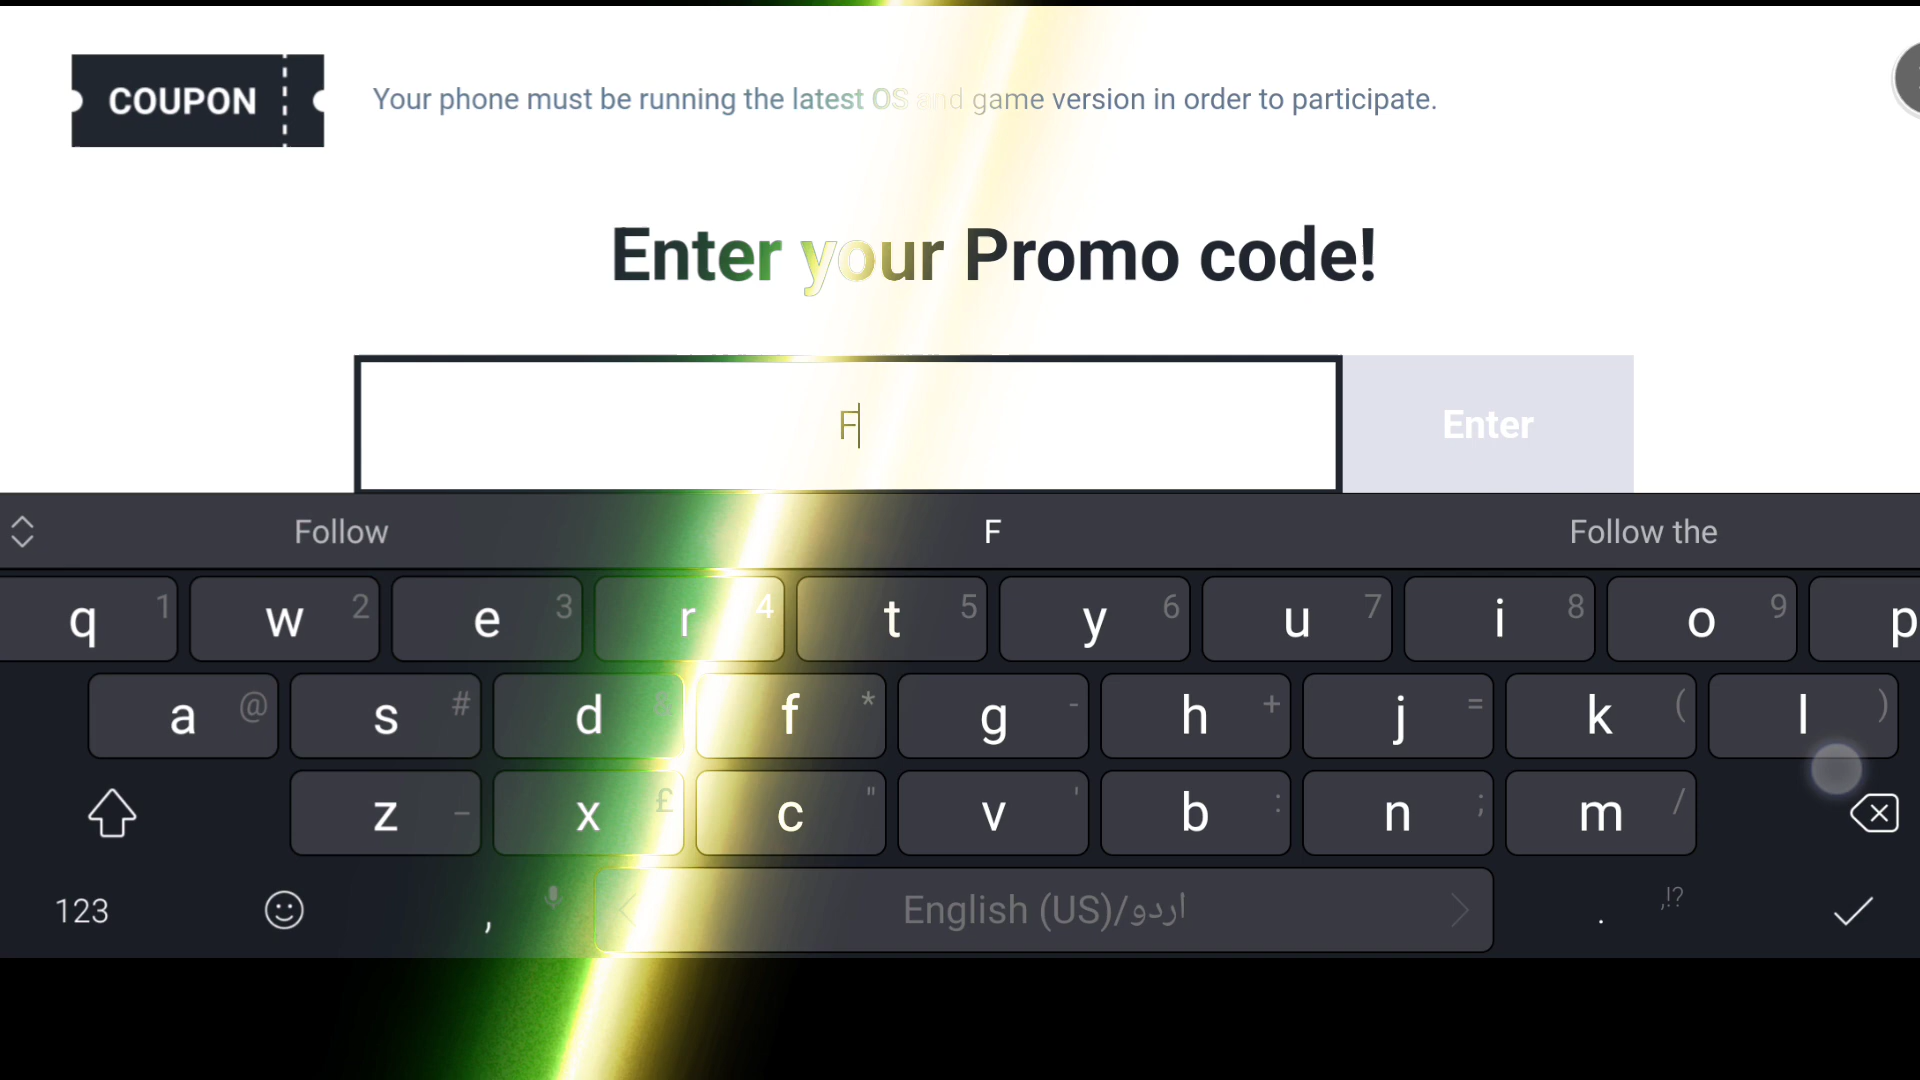 COUPON
Your phone must be running the latest OS and game version in order to participate.
Enter your Promo code!
F
Enter
Follow
F
Follow the
q 1 w 2 e 3 r 4 t 5 y 6 u 7 i 8 o 9 p
a @ s # d & f * g - h + j = k ( l )
z _ x £ c " v ' b : n ; m /
123 , English (US)/اردو . ,!?